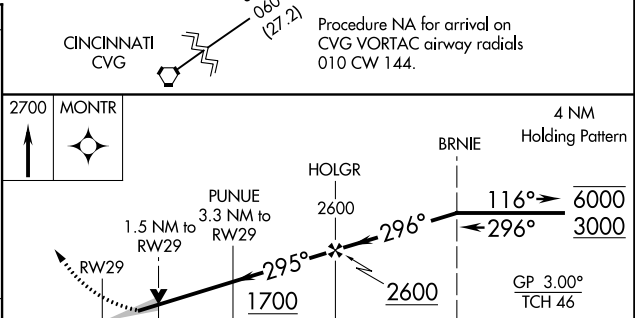 060
(27.2)
CINCINNATI
CVG
Procedure NA for arrival on
CVG VORTAC airway radials
010 CW 144.
2700
MONTR
4 NM
Holding Pattern
BRNIE
HOLGR
2600
PUNUE
3.3 NM to
RW29
1.5 NM to
RW29
RW29
116°
6000
296°
3000
296°
295°
1700
2600
GP 3.00°
TCH 46